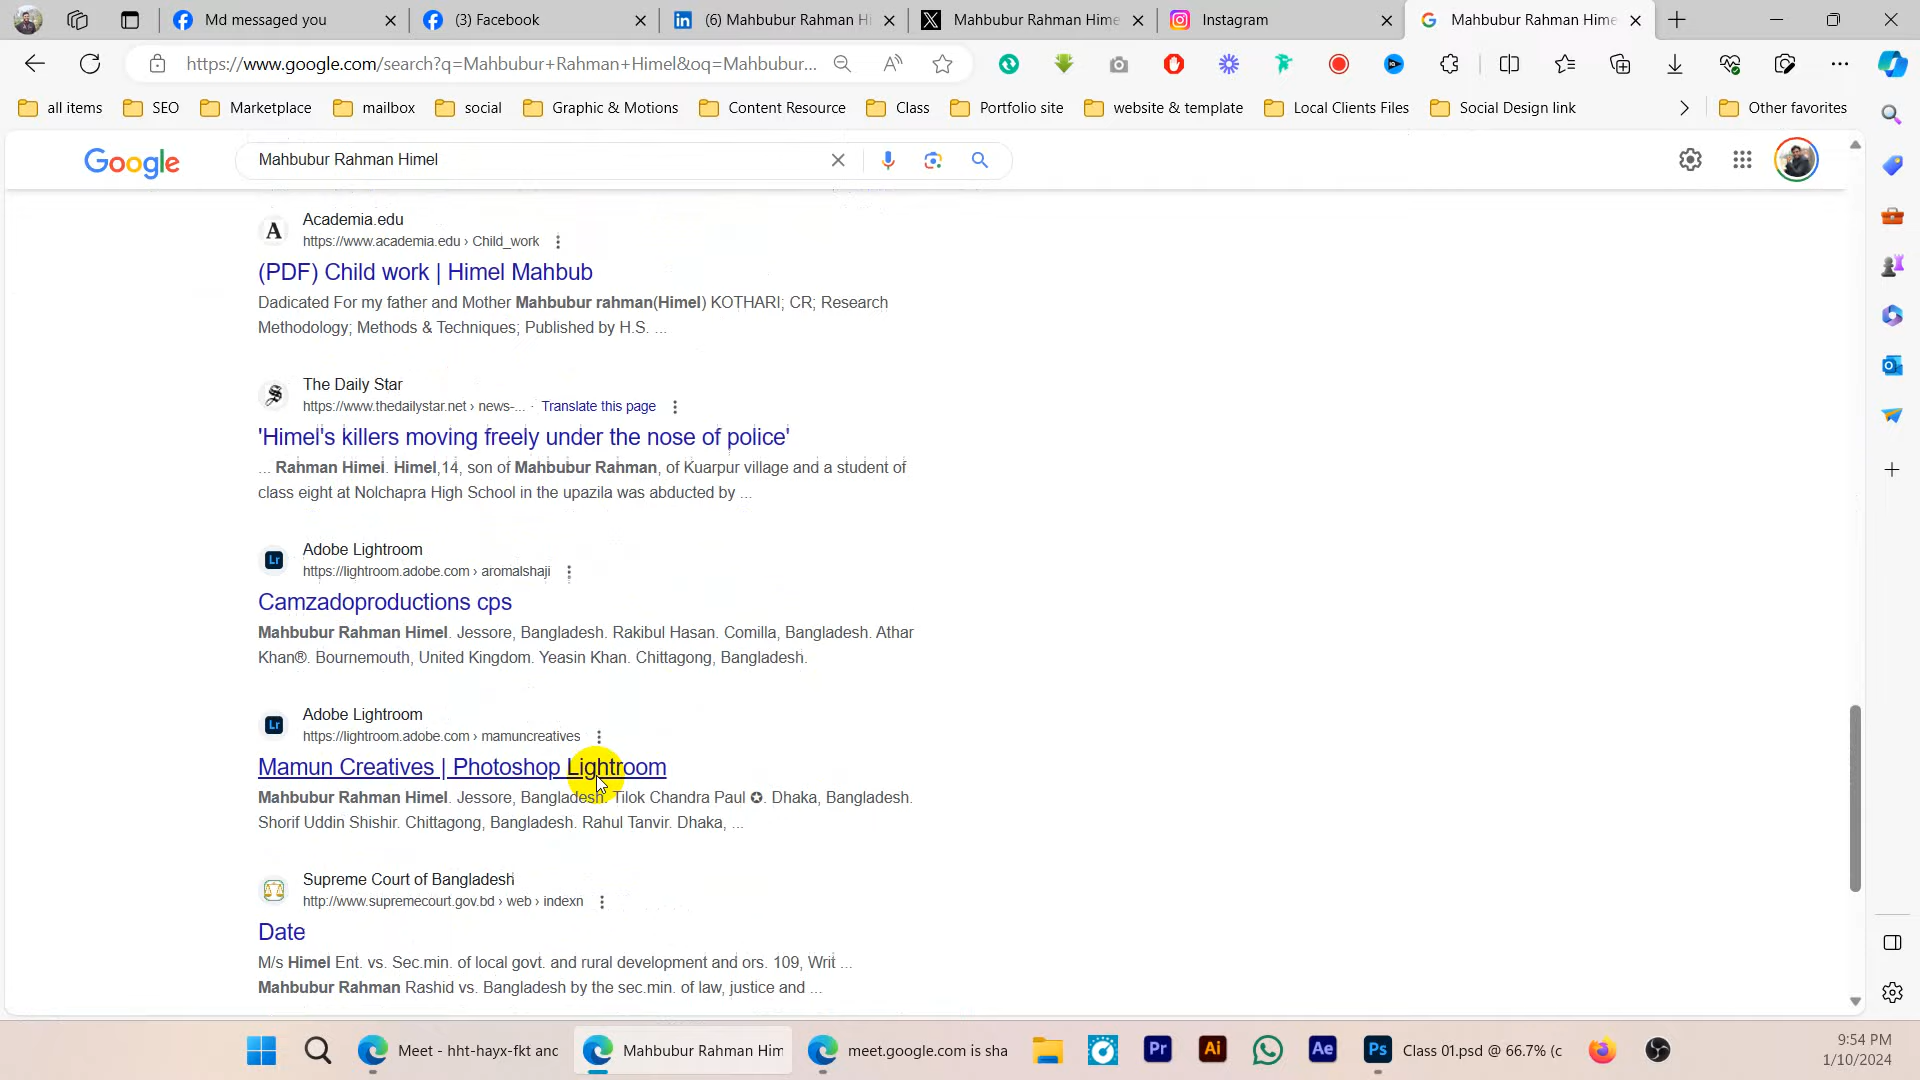 Md messaged you
(3) Facebook
(6) Mahbubur Rahman Hi
Mahbubur Rahman Hime
Instagram
Mahbubur Rahman Hime
https://www.google.com/search?q=Mahbubur+Rahman+Himel&oq=Mahbubur...
all items
SEO
Marketplace
mailbox
social
Graphic & Motions
Content Resource
Class
Portfolio site
website & template
Local Clients Files
Social Design link
Other favorites
Google
Mahbubur Rahman Himel
Academia.edu
https://www.academia.edu › Child_work
(PDF) Child work | Himel Mahbub
Dadicated For my father and Mother Mahbubur rahman(Himel) KOTHARI; CR; Research
Methodology; Methods & Techniques; Published by H.S. ...
The Daily Star
https://www.thedailystar.net › news-... · Translate this page
'Himel's killers moving freely under the nose of police'
... Rahman Himel. Himel,14, son of Mahbubur Rahman, of Kuarpur village and a student of
class eight at Nolchapra High School in the upazila was abducted by ...
Adobe Lightroom
https://lightroom.adobe.com › aromalshaji
Camzadoproductions cps
Mahbubur Rahman Himel. Jessore, Bangladesh. Rakibul Hasan. Comilla, Bangladesh. Athar
Khan®. Bournemouth, United Kingdom. Yeasin Khan. Chittagong, Bangladesh.
Adobe Lightroom
https://lightroom.adobe.com › mamuncreatives
Mamun Creatives | Photoshop Lightroom
Mahbubur Rahman Himel. Jessore, Bangladesh. Tilok Chandra Paul ✪. Dhaka, Bangladesh.
Shorif Uddin Shishir. Chittagong, Bangladesh. Rahul Tanvir. Dhaka, ...
Supreme Court of Bangladesh
http://www.supremecourt.gov.bd › web › indexn
Date
M/s Himel Ent. vs. Sec.min. of local govt. and rural development and ors. 109, Writ ...
Mahbubur Rahman Rashid vs. Bangladesh by the sec.min. of law, justice and ...
Meet - hht-hayx-fkt and
Mahbubur Rahman Him
meet.google.com is sha
Pr
Ai
Ae
Ps
Class 01.psd @ 66.7% (c
9:54 PM
1/10/2024